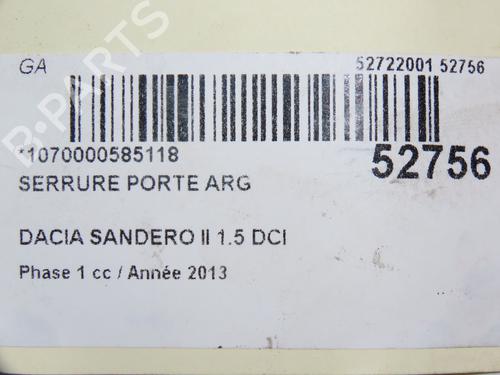 GA
52722001 52756
*1070000585118
52756
SERRURE PORTE ARG
DACIA SANDERO II 1.5 DCI
Phase 1 cc / Année 2013
B-PARTS